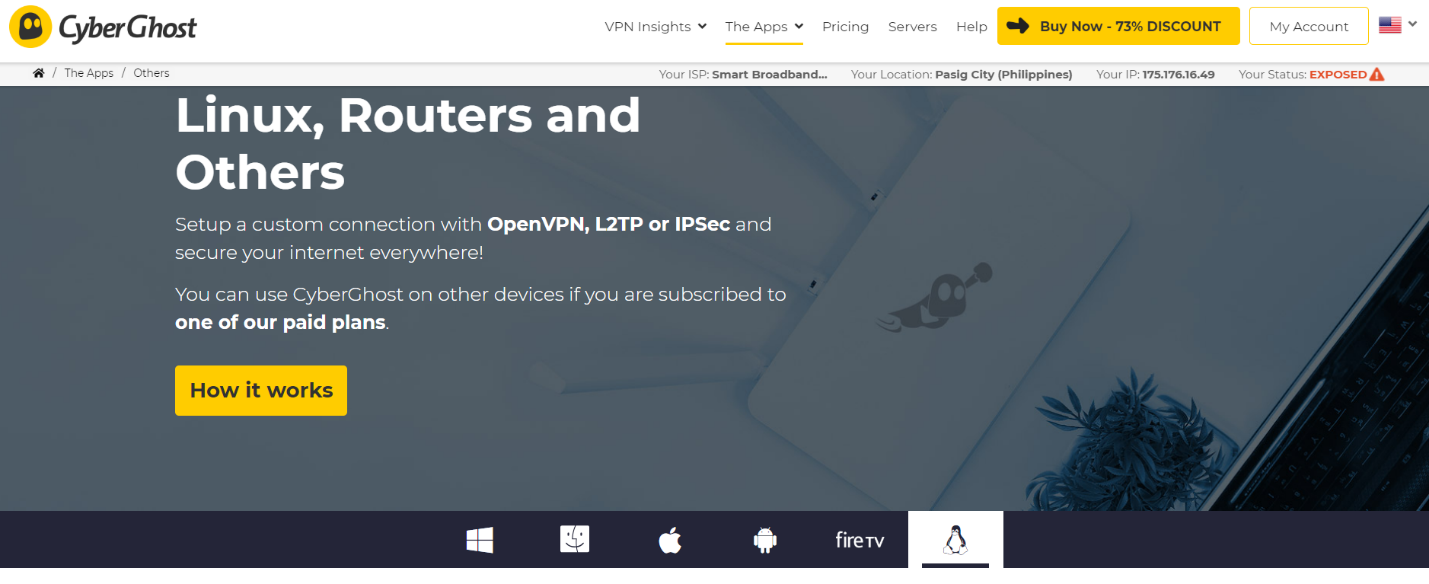 CyberGhost
VPN Insights The Apps Pricing Servers Help Buy Now - 73% DISCOUNT My Account
/ The Apps / Others
Your ISP: Smart Broadband... Your Location: Pasig City (Philippines) Your IP: 175.176.16.49 Your Status: EXPOSED
Linux, Routers and
Others
Setup a custom connection with OpenVPN, L2TP or IPSec and
secure your internet everywhere!
You can use CyberGhost on other devices if you are subscribed to
one of our paid plans.
How it works
fire TV